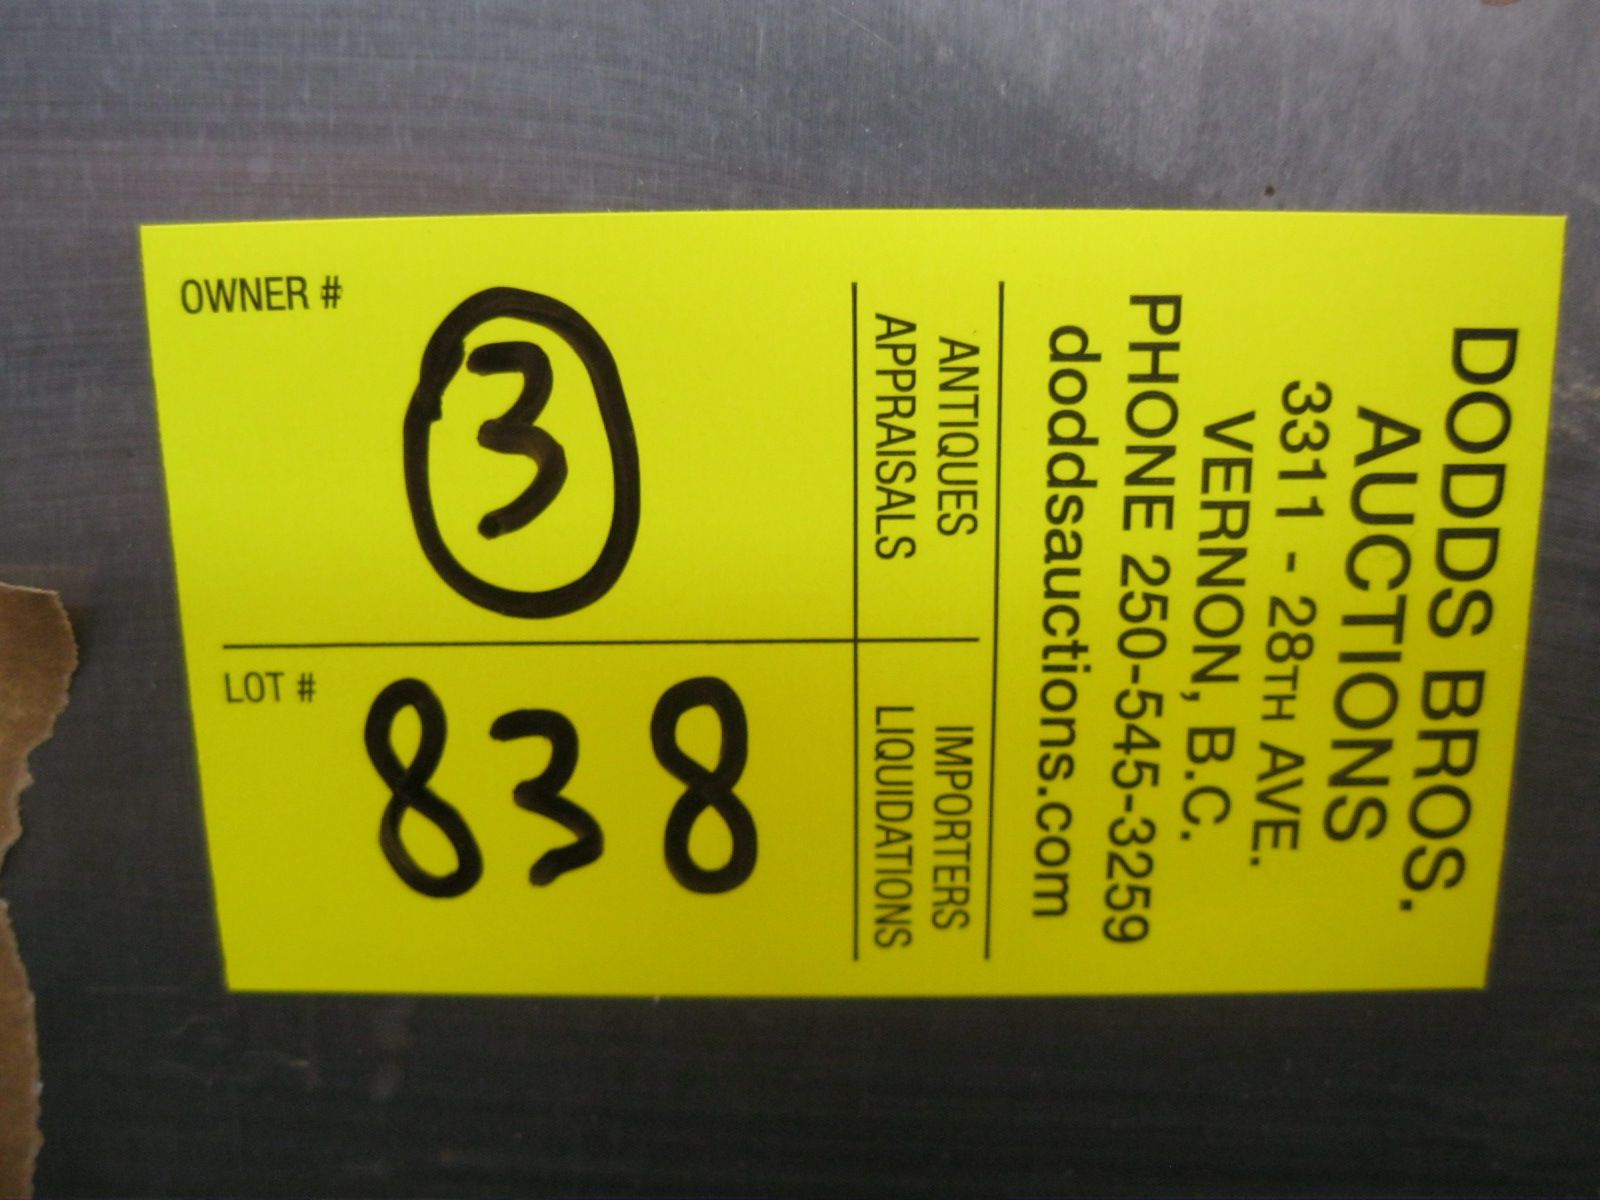 DODDS BROS.
AUCTIONS
3311 - 28TH AVE.
VERNON, B.C.
PHONE 250-545-3259
doddsauctions.com
ANTIQUES
APPRAISALS
IMPORTERS
LIQUIDATIONS
OWNER #
3
LOT #
838